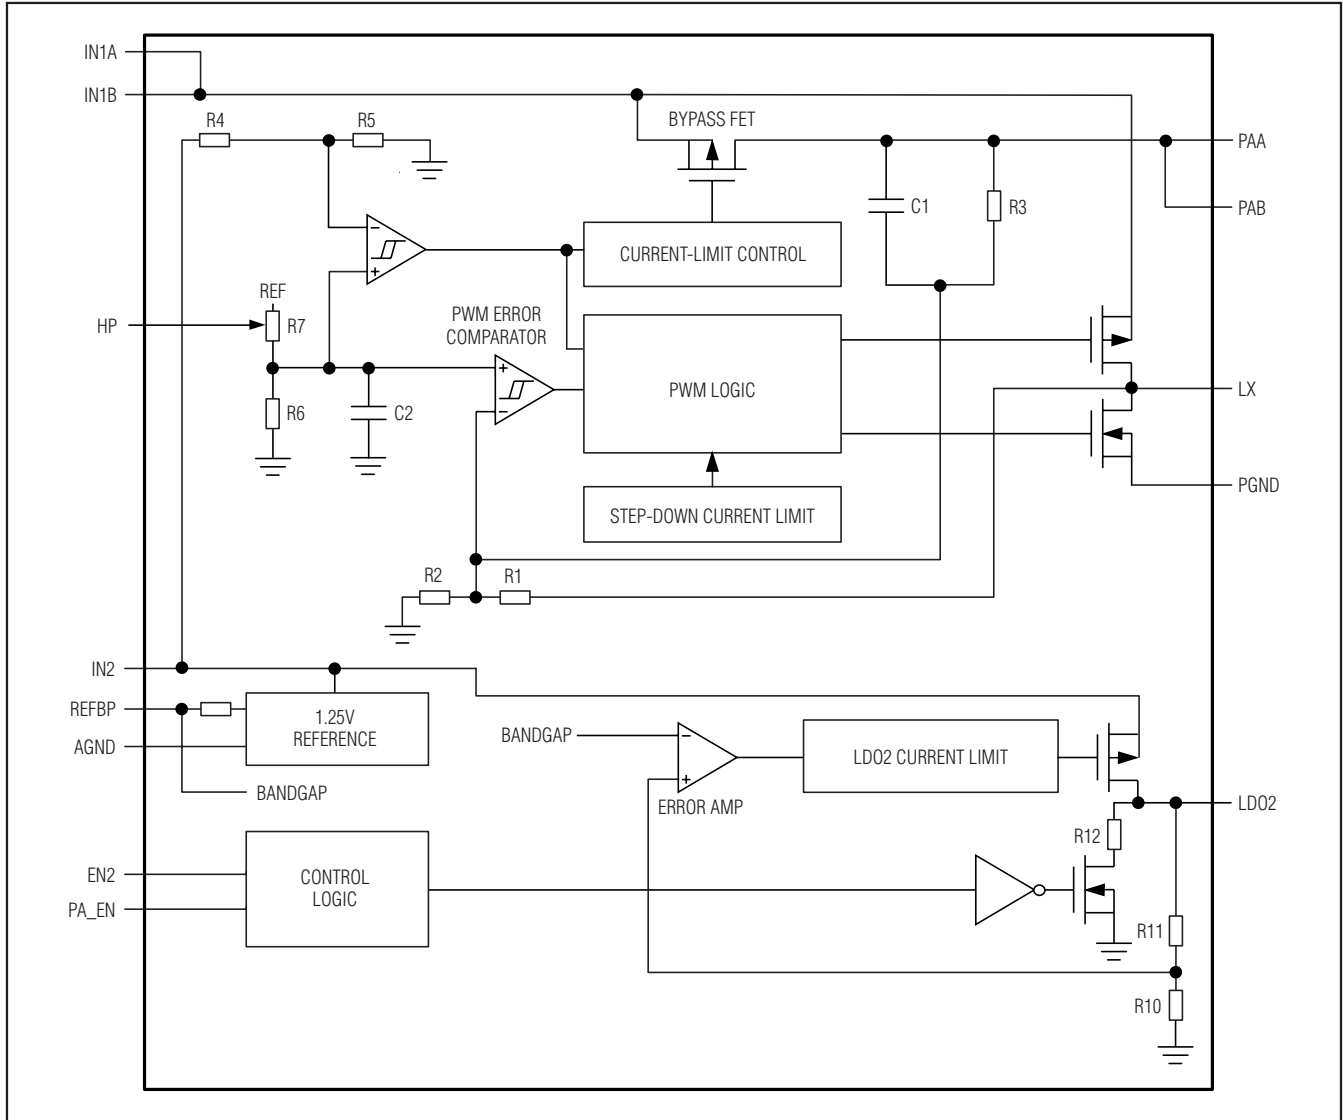 IN1A
IN1B
R4
R5
BYPASS FET
PAA
PAB
C1
R3
−
+
CURRENT-LIMIT CONTROL
REF
HP
R7
PWM ERROR
COMPARATOR
+
−
PWM LOGIC
LX
R6
C2
PGND
STEP-DOWN CURRENT LIMIT
R2
R1
IN2
REFBP
AGND
1.25V
REFERENCE
BANDGAP
BANDGAP
−
+
ERROR AMP
LDO2 CURRENT LIMIT
LDO2
R12
EN2
PA_EN
CONTROL
LOGIC
R11
R10